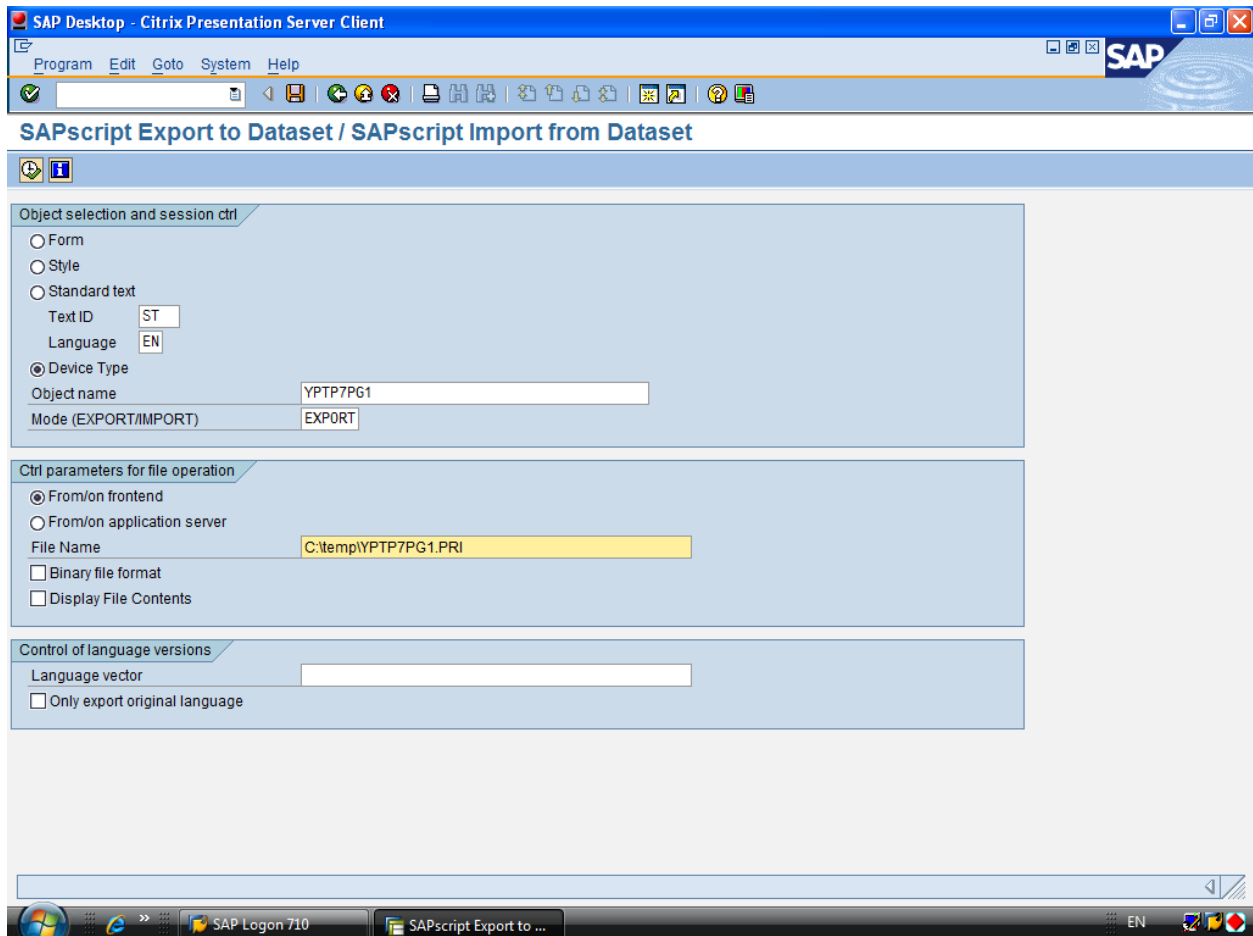 SAP Desktop - Citrix Presentation Server Client
Program Edit Goto System Help
SAP
SAPscript Export to Dataset / SAPscript Import from Dataset
Object selection and session ctrl
Form
Style
Standard text
Text ID ST
Language EN
Device Type
Object name YPTP7PG1
Mode (EXPORT/IMPORT) EXPORT
Ctrl parameters for file operation
From/on frontend
From/on application server
File Name C:\temp\YPTP7PG1.PRI
Binary file format
Display File Contents
Control of language versions
Language vector
Only export original language
SAP Logon 710 SAPscript Export to ... EN